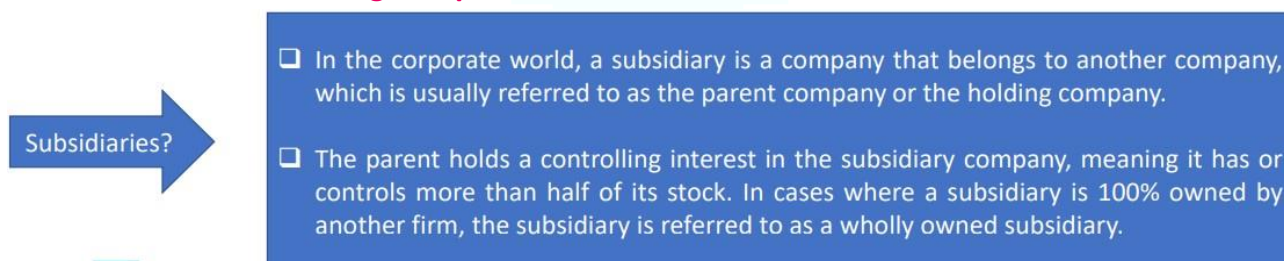 Subsidiaries?
❑ In the corporate world, a subsidiary is a company that belongs to another company,
which is usually referred to as the parent company or the holding company.
❑ The parent holds a controlling interest in the subsidiary company, meaning it has or
controls more than half of its stock. In cases where a subsidiary is 100% owned by
another firm, the subsidiary is referred to as a wholly owned subsidiary.